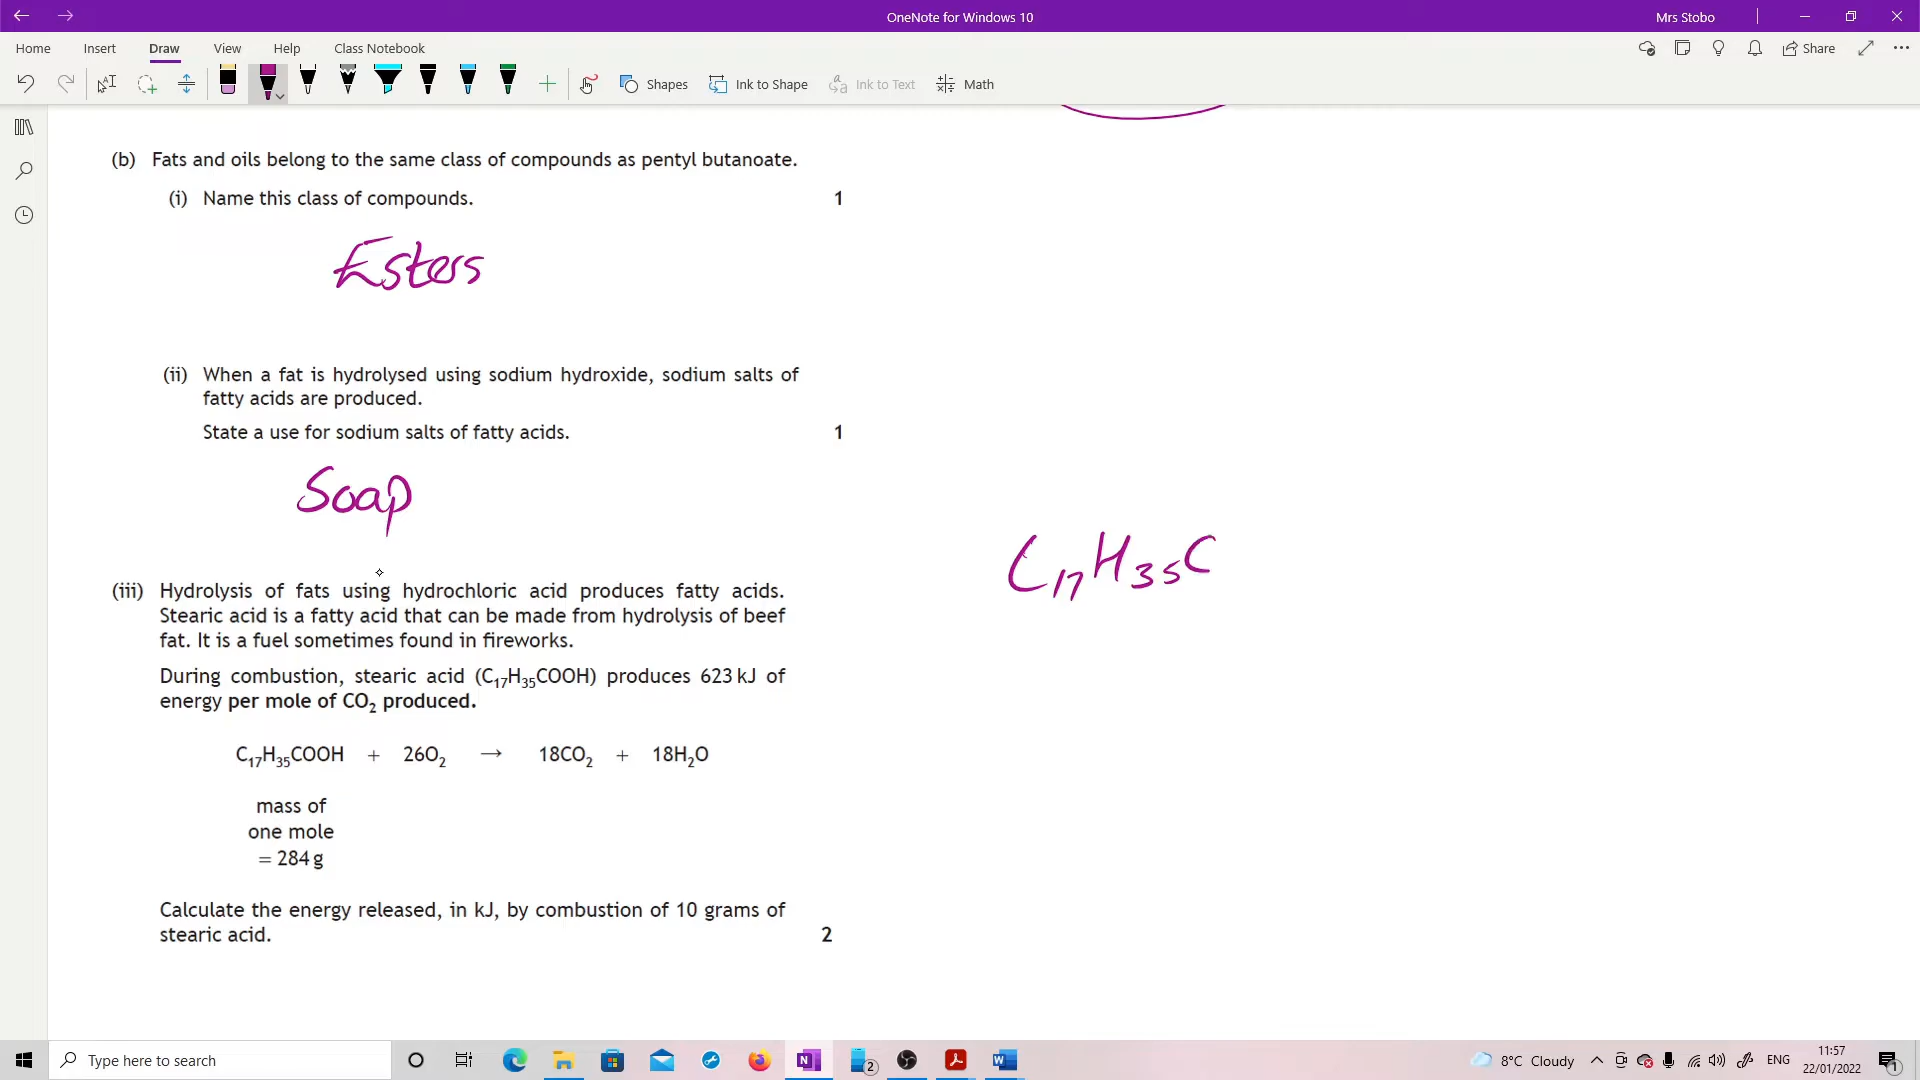 OneNote for Windows 10
Mrs Stobo
Home Insert Draw View Help Class Notebook
Share
Shapes Ink to Shape Ink to Text Math
(b) Fats and oils belong to the same class of compounds as pentyl butanoate.
(i) Name this class of compounds. 1
Esters
(ii) When a fat is hydrolysed using sodium hydroxide, sodium salts of
fatty acids are produced.
State a use for sodium salts of fatty acids. 1
Soap
C₁₇H₃₅C
(iii) Hydrolysis of fats using hydrochloric acid produces fatty acids.
Stearic acid is a fatty acid that can be made from hydrolysis of beef
fat. It is a fuel sometimes found in fireworks.
During combustion, stearic acid (C₁₇H₃₅COOH) produces 623 kJ of
energy per mole of CO₂ produced.
C₁₇H₃₅COOH + 26O₂ → 18CO₂ + 18H₂O
mass of
one mole
= 284 g
Calculate the energy released, in kJ, by combustion of 10 grams of
stearic acid. 2
Type here to search
2
8°C Cloudy
ENG
11:57
22/01/2022
1